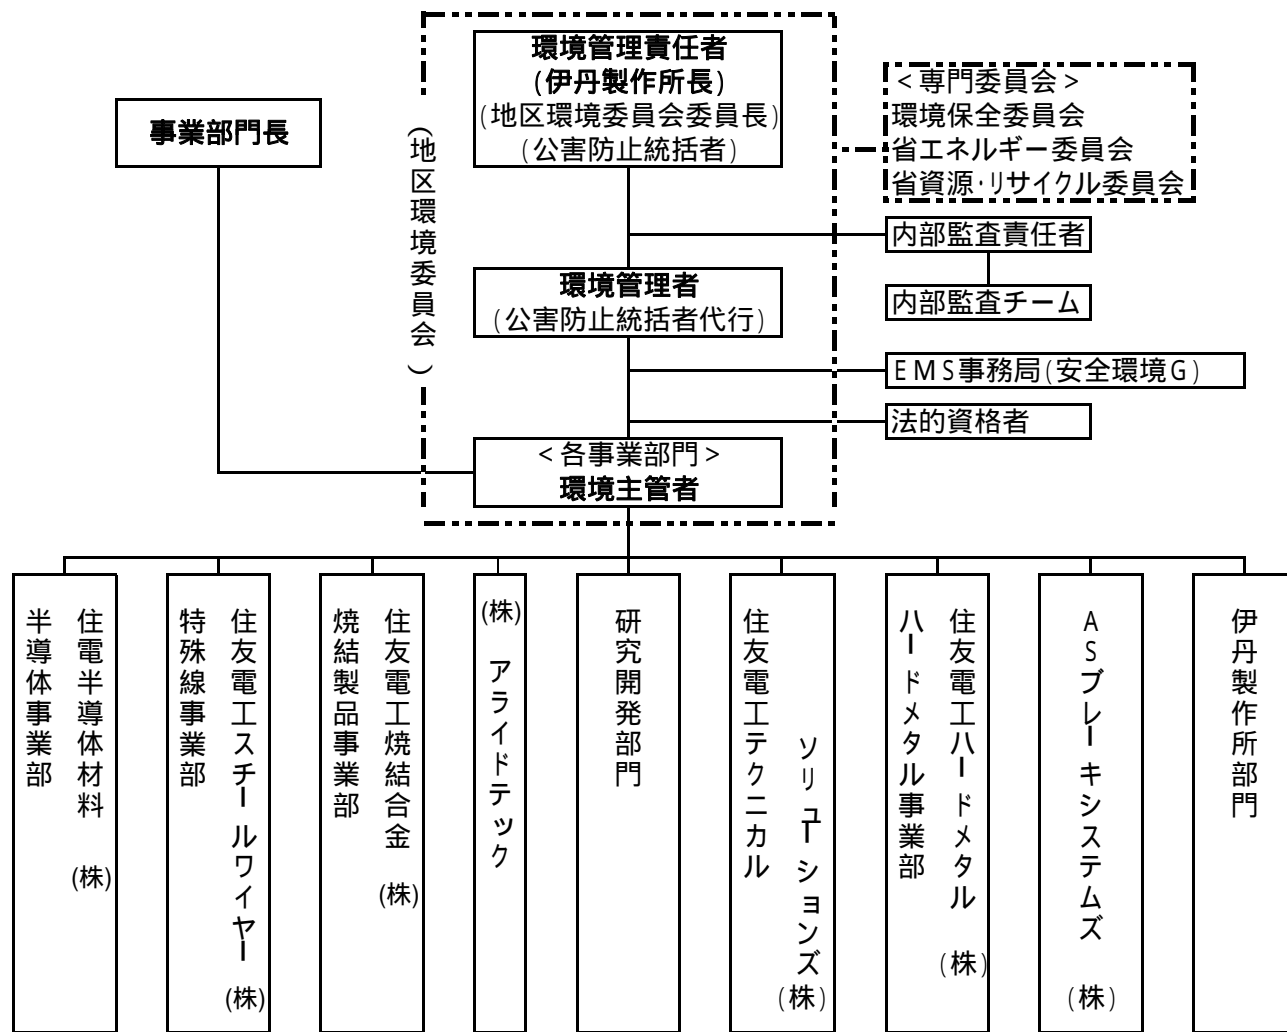 環境管理責任者
(伊丹製作所長)
(地区環境委員会委員長)
(公害防止統括者)
<専門委員会>
環境保全委員会
省エネルギー委員会
省資源・リサイクル委員会
事業部門長
(地区環境委員会)
内部監査責任者
内部監査チーム
環境管理者
(公害防止統括者代行)
EMS事務局(安全環境G)
法的資格者
<各事業部門>
環境主管者
住電半導体材料(株)
半導体事業部
住友電工スチールワイヤー(株)
特殊線事業部
住友電工焼結合金(株)
焼結製品事業部
(株)アライドテック
研究開発部門
住友電工テクニカル
ソリューションズ(株)
住友電工ハードメタル(株)
ハードメタル事業部
ASブレーキシステムズ(株)
伊丹製作所部門